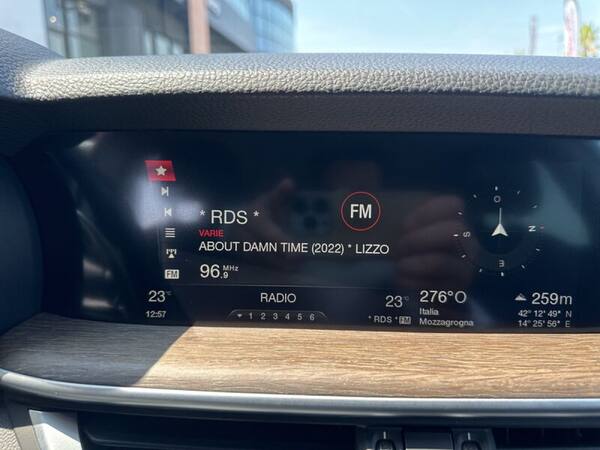 * RDS *
FM
VARIE
ABOUT DAMN TIME (2022) * LIZZO
96.9 MHz
FM
O
S
N
E
23°C
RADIO
23°C
276°O
259m
12:57
1 2 3 4 5 6
* RDS * FM
Italia
Mozzagrogna
42° 12' 49" N
14° 25' 56" E